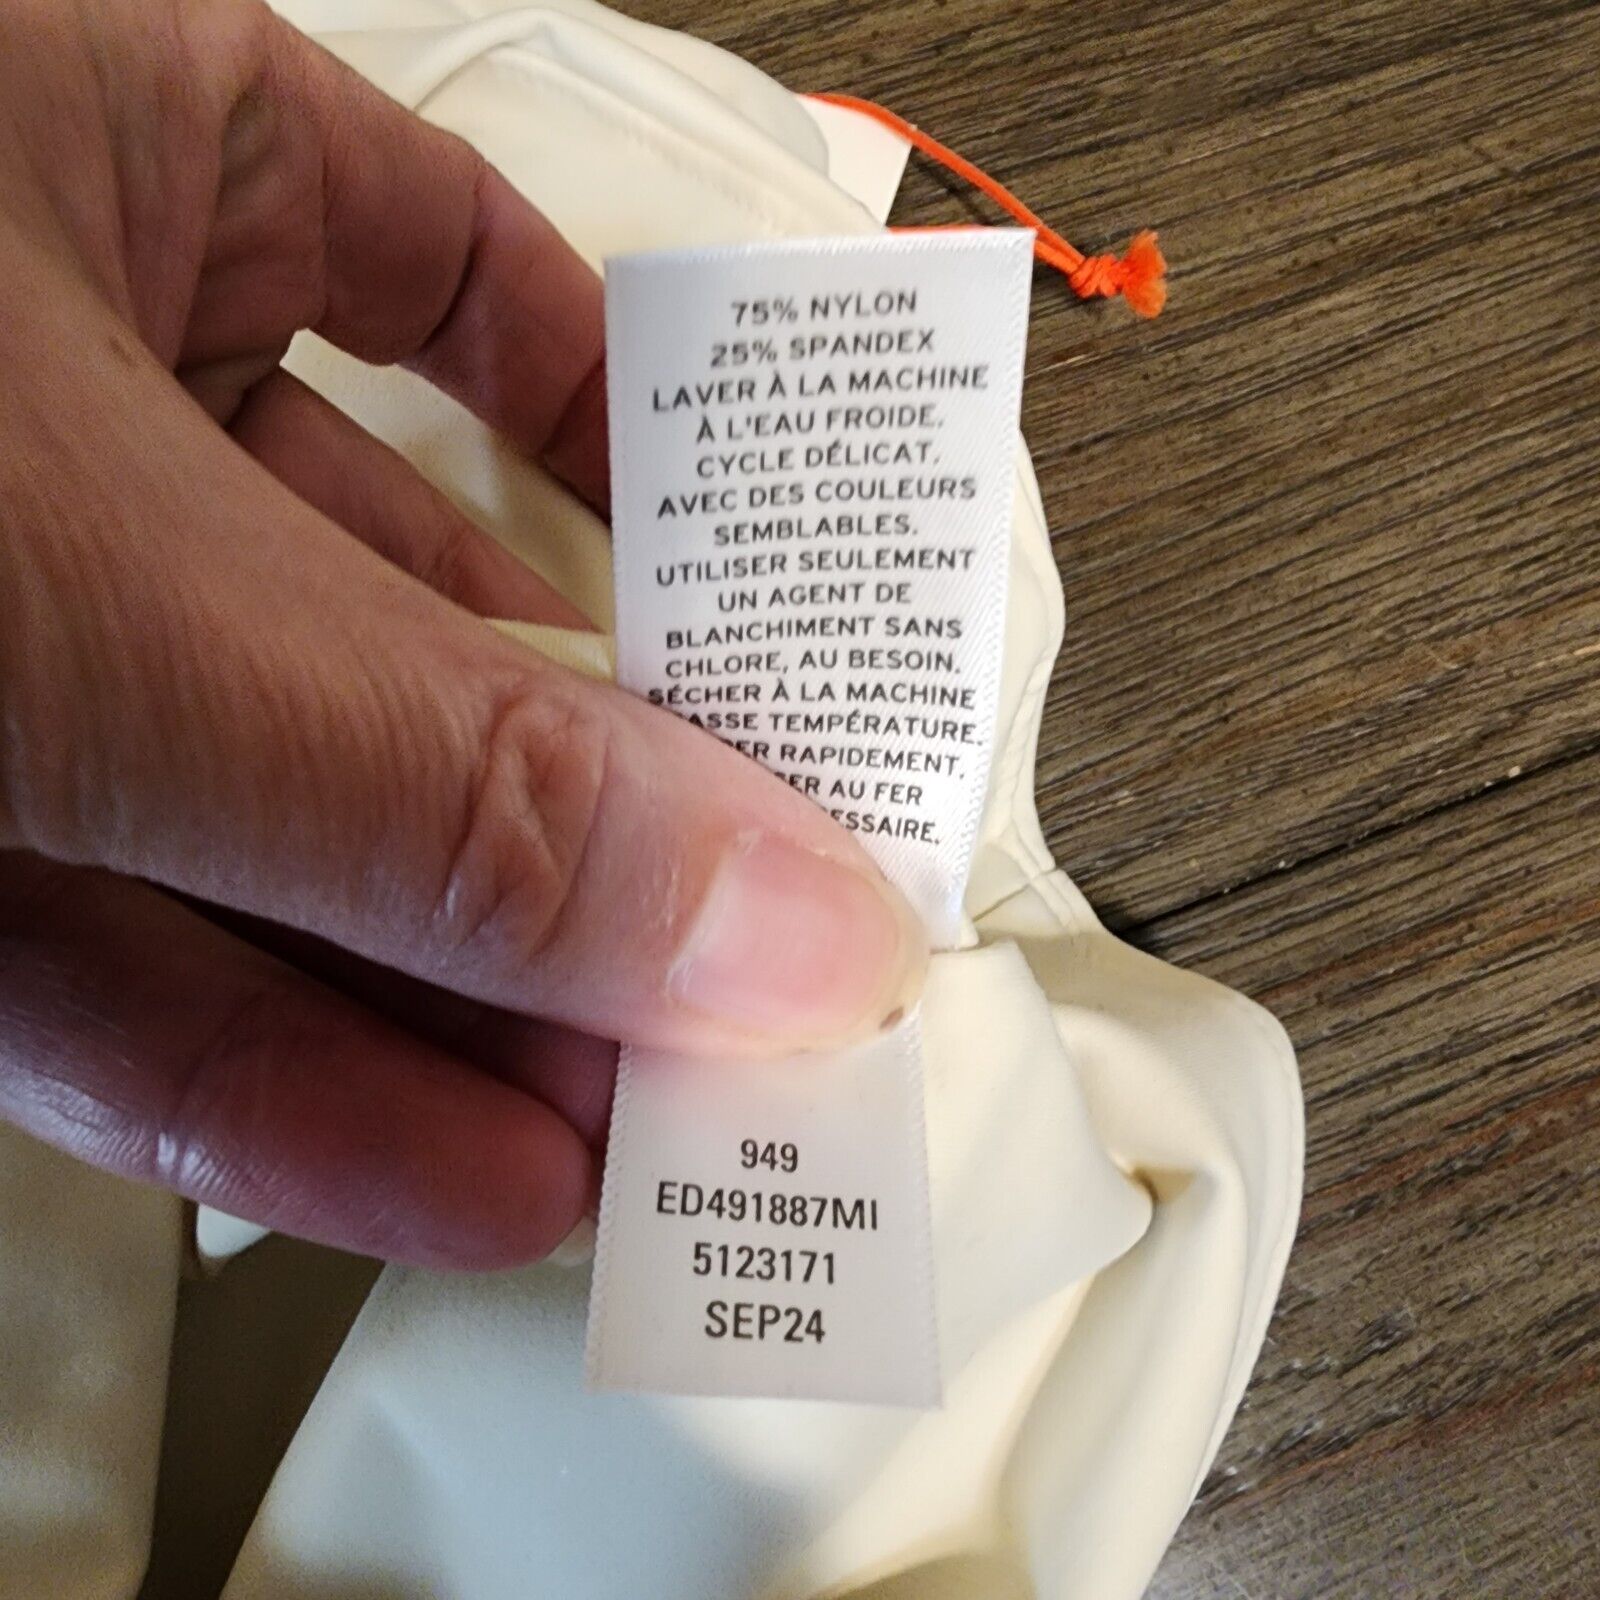 75% NYLON
25% SPANDEX
LAVER À LA MACHINE
À L'EAU FROIDE,
CYCLE DÉLICAT,
AVEC DES COULEURS
SEMBLABLES.
UTILISER SEULEMENT
UN AGENT DE
BLANCHIMENT SANS
CHLORE, AU BESOIN.
SÉCHER À LA MACHINE
TEMPÉRATURE.
RAPIDEMENT.
AU FER
949
ED491887MI
5123171
SEP24